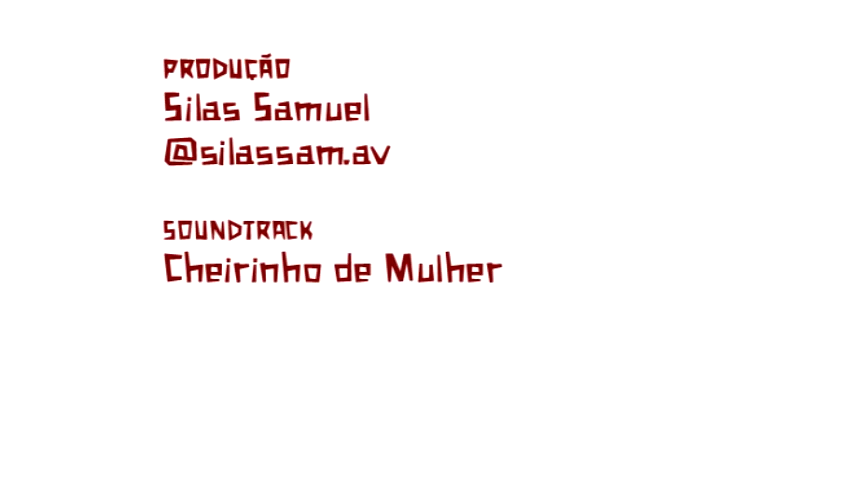 PRODUÇÃO
Silas Samuel
@silassam.av
SOUNDTRACK
Cheirinho de Mulher